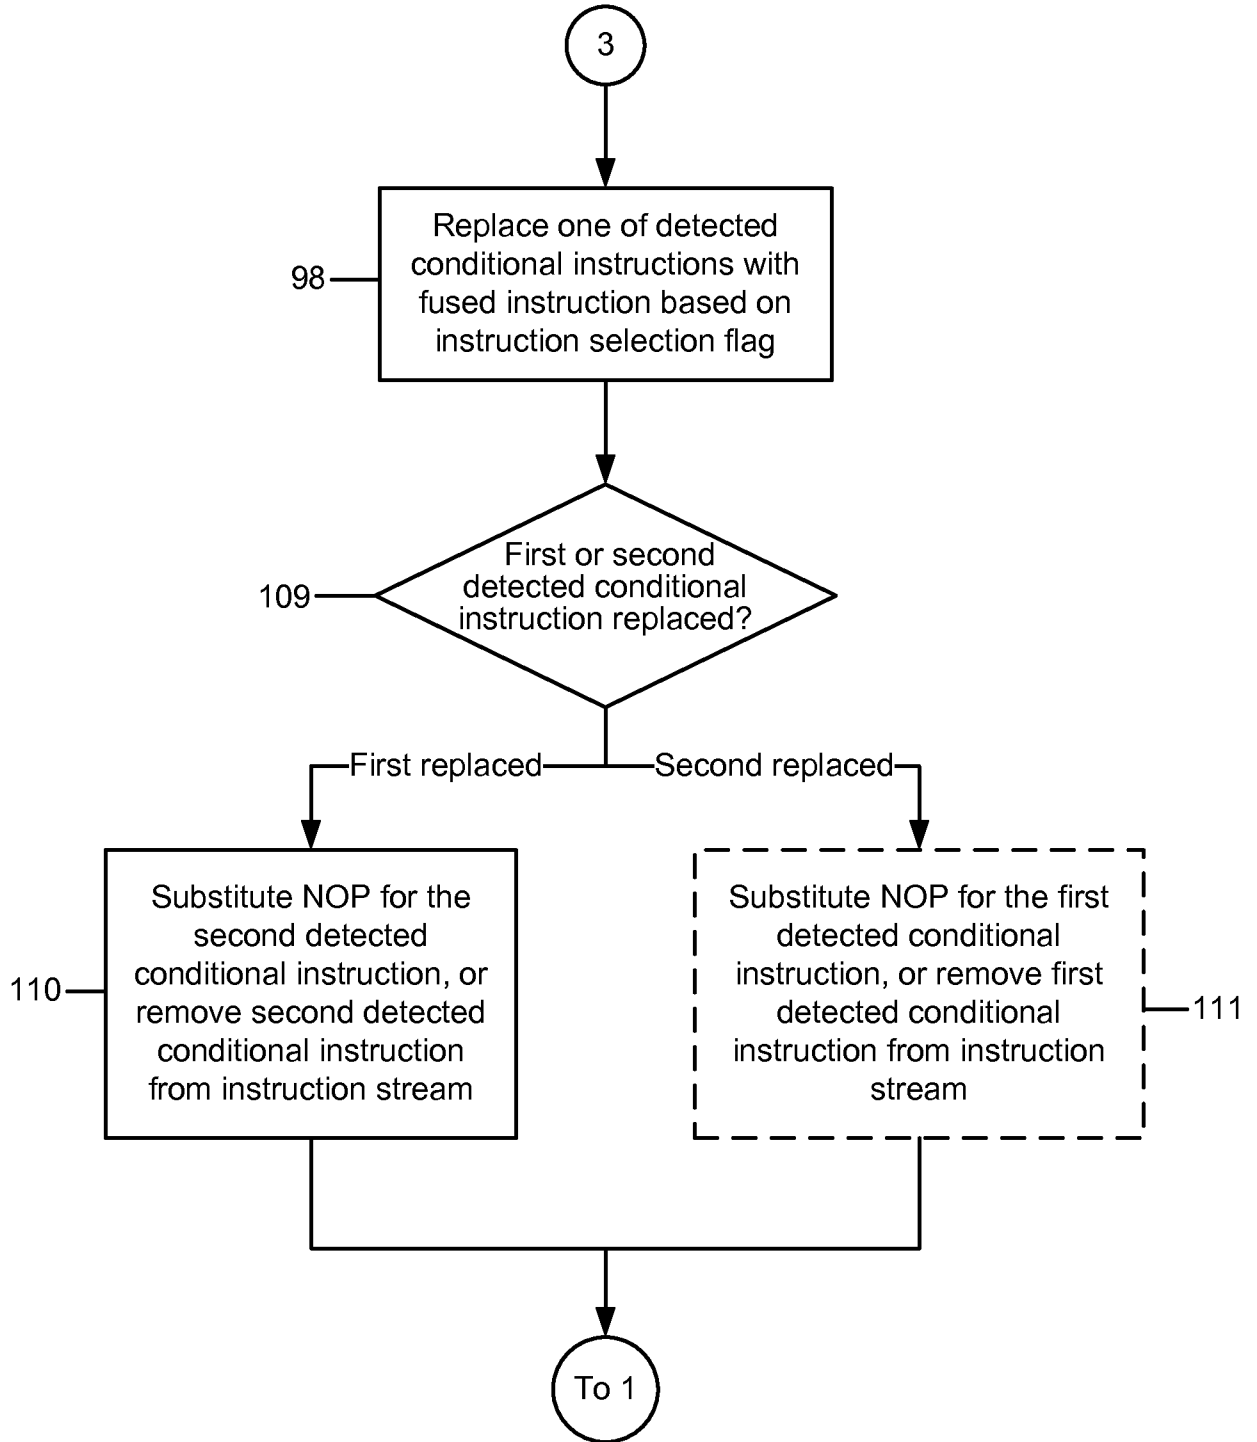 3
Replace one of detected
conditional instructions with
fused instruction based on
instruction selection flag
98
First or second
detected conditional
instruction replaced?
109
First replaced
Second replaced
Substitute NOP for the
second detected
conditional instruction, or
remove second detected
conditional instruction
from instruction stream
110
Substitute NOP for the first
detected conditional
instruction, or remove first
detected conditional
instruction from instruction
stream
111
To 1